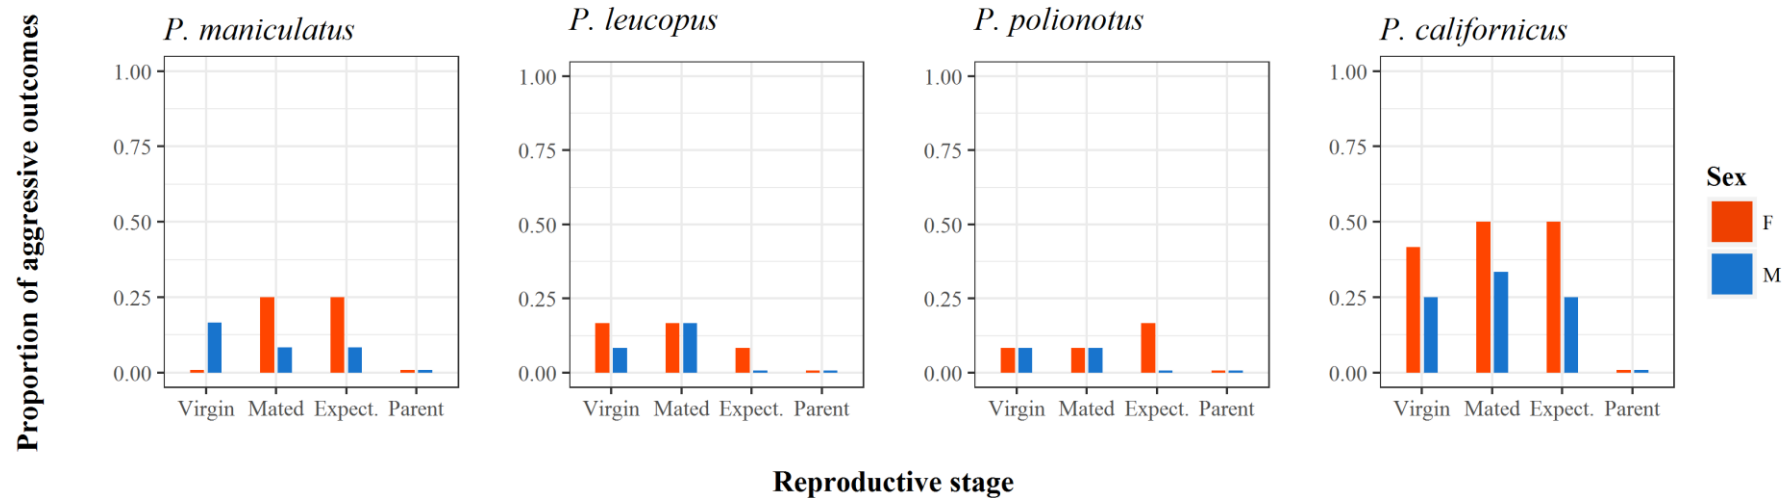 Proportion of aggressive outcomes
P. maniculatus
1.00
0.75
0.50
0.25
0.00
Virgin Mated Expect. Parent
P. leucopus
1.00
0.75
0.50
0.25
0.00
Virgin Mated Expect. Parent
P. polionotus
1.00
0.75
0.50
0.25
0.00
Virgin Mated Expect. Parent
P. californicus
1.00
0.75
0.50
0.25
0.00
Virgin Mated Expect. Parent
Sex
F
M
Reproductive stage